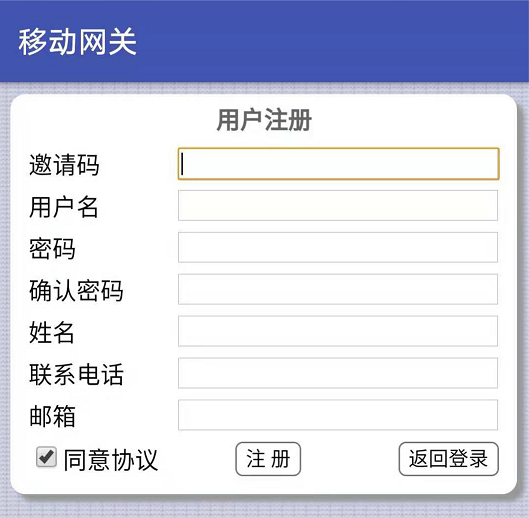 移动网关
用户注册
邀请码
用户名
密码
确认密码
姓名
联系电话
邮箱
同意协议 注 册 返回登录